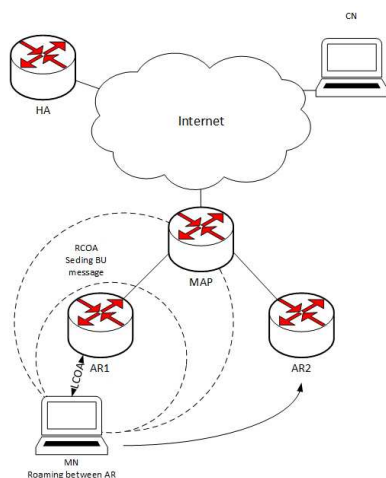 CN
HA
Internet
MAP
RCOA
Seding BU
message
AR1
AR2
LCOA
MN
Roaming between AR